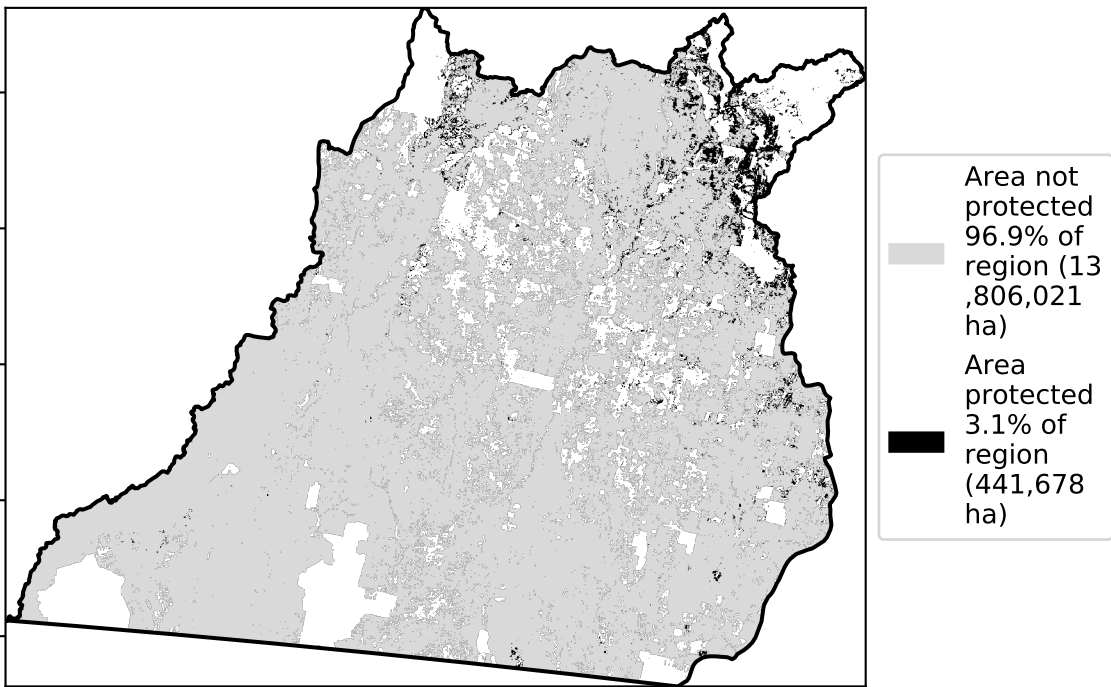 Area not
protected
96.9% of
region (13
,806,021
ha)
Area
protected
3.1% of
region
(441,678
ha)